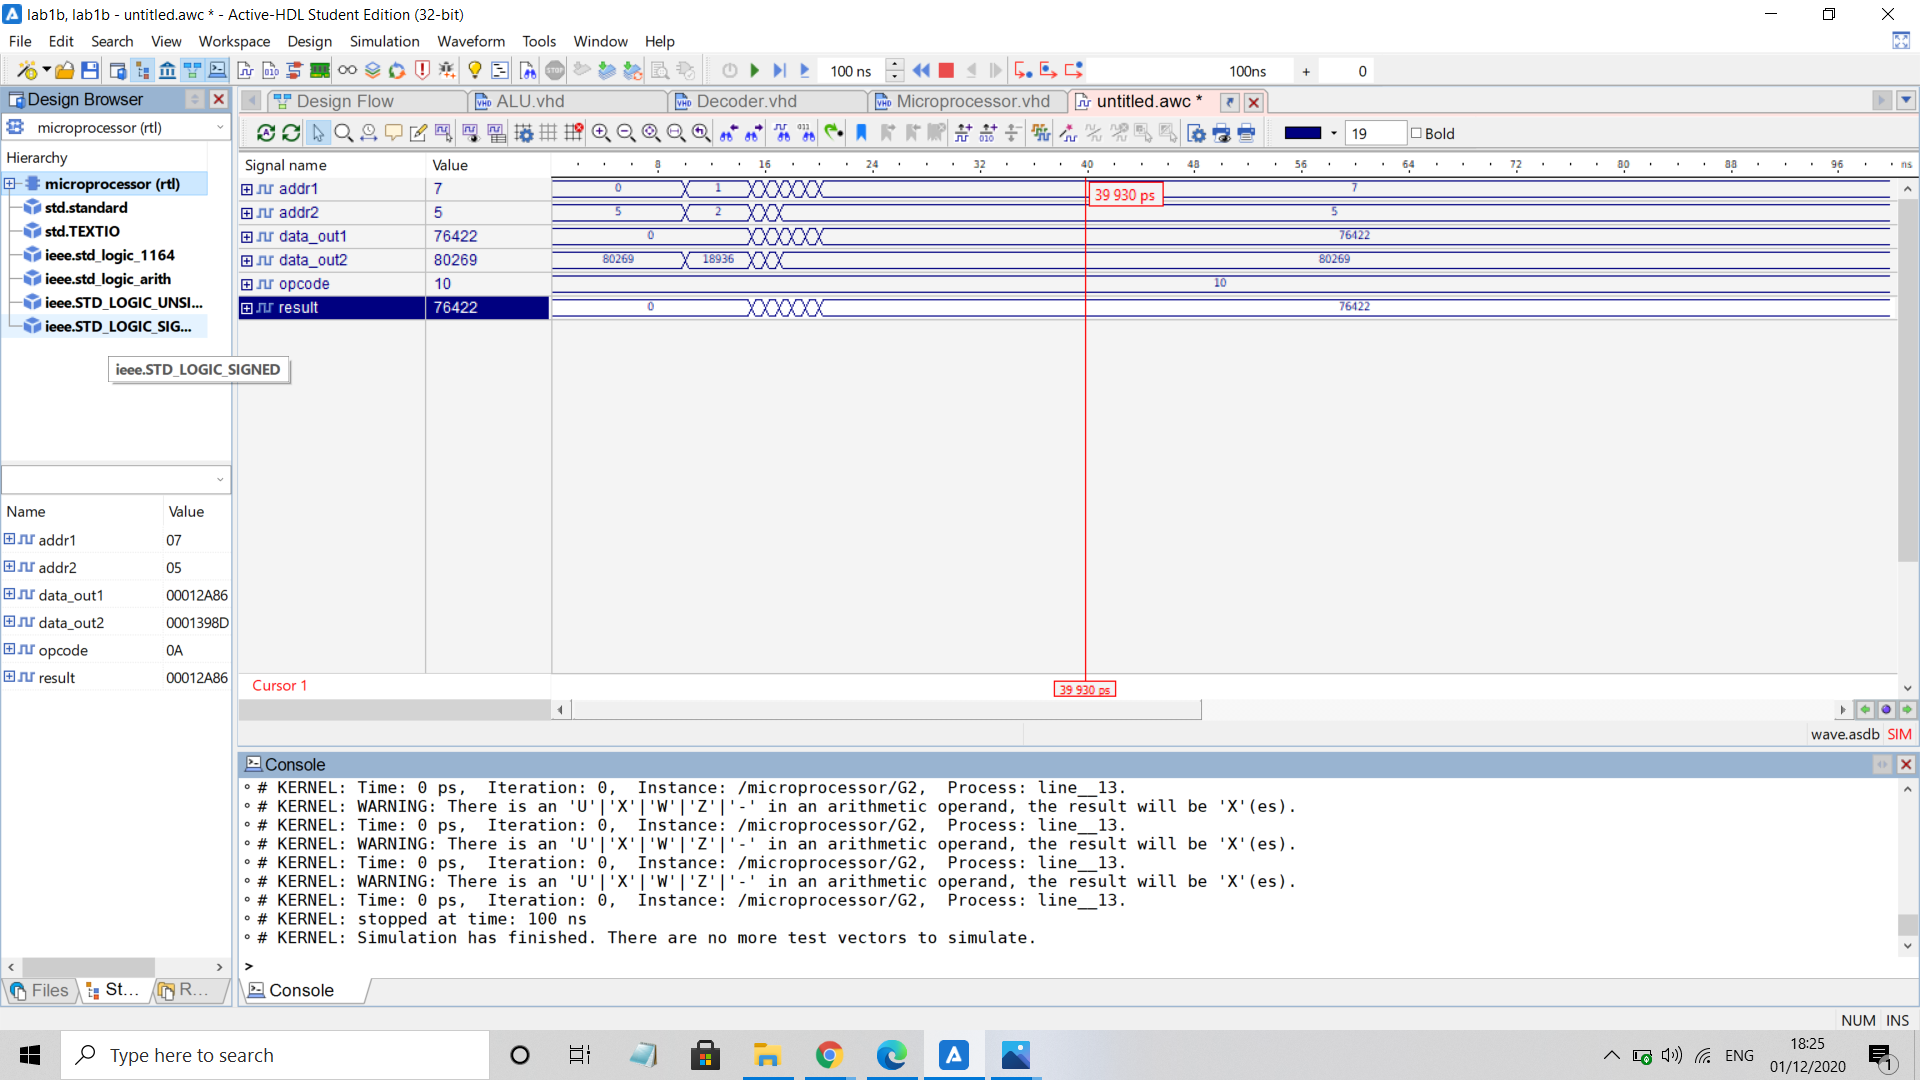 lab1b, lab1b - untitled.awc * - Active-HDL Student Edition (32-bit)
File Edit Search View Workspace Design Simulation Waveform Tools Window Help
100 ns 100ns + 0
Design Browser
microprocessor (rtl)
Hierarchy
microprocessor (rtl)
std.standard
std.TEXTIO
ieee.std_logic_1164
ieee.std_logic_arith
ieee.STD_LOGIC_UNSI...
ieee.STD_LOGIC_SIG...
ieee.STD_LOGIC_SIGNED
Name Value
addr1 07
addr2 05
data_out1 00012A86
data_out2 0001398D
opcode 0A
result 00012A86
Files St... R...
Design Flow ALU.vhd Decoder.vhd Microprocessor.vhd untitled.awc *
19 Bold
Signal name Value 8 16 24 32 40 48 56 64 72 80 88 96 ns
addr1 7 0 1 7
39 930 ps
addr2 5 5 2 5
data_out1 76422 0 76422
data_out2 80269 80269 18936 80269
opcode 10 10
result 76422 0 76422
Cursor 1 39 930 ps
wave.asdb SIM
Console
# KERNEL: Time: 0 ps, Iteration: 0, Instance: /microprocessor/G2, Process: line__13.
# KERNEL: WARNING: There is an 'U'|'X'|'W'|'Z'|'-' in an arithmetic operand, the result will be 'X'(es).
# KERNEL: Time: 0 ps, Iteration: 0, Instance: /microprocessor/G2, Process: line__13.
# KERNEL: WARNING: There is an 'U'|'X'|'W'|'Z'|'-' in an arithmetic operand, the result will be 'X'(es).
# KERNEL: Time: 0 ps, Iteration: 0, Instance: /microprocessor/G2, Process: line__13.
# KERNEL: WARNING: There is an 'U'|'X'|'W'|'Z'|'-' in an arithmetic operand, the result will be 'X'(es).
# KERNEL: Time: 0 ps, Iteration: 0, Instance: /microprocessor/G2, Process: line__13.
# KERNEL: stopped at time: 100 ns
# KERNEL: Simulation has finished. There are no more test vectors to simulate.
>
Console
NUM INS
Type here to search
ENG
18:25
01/12/2020
1